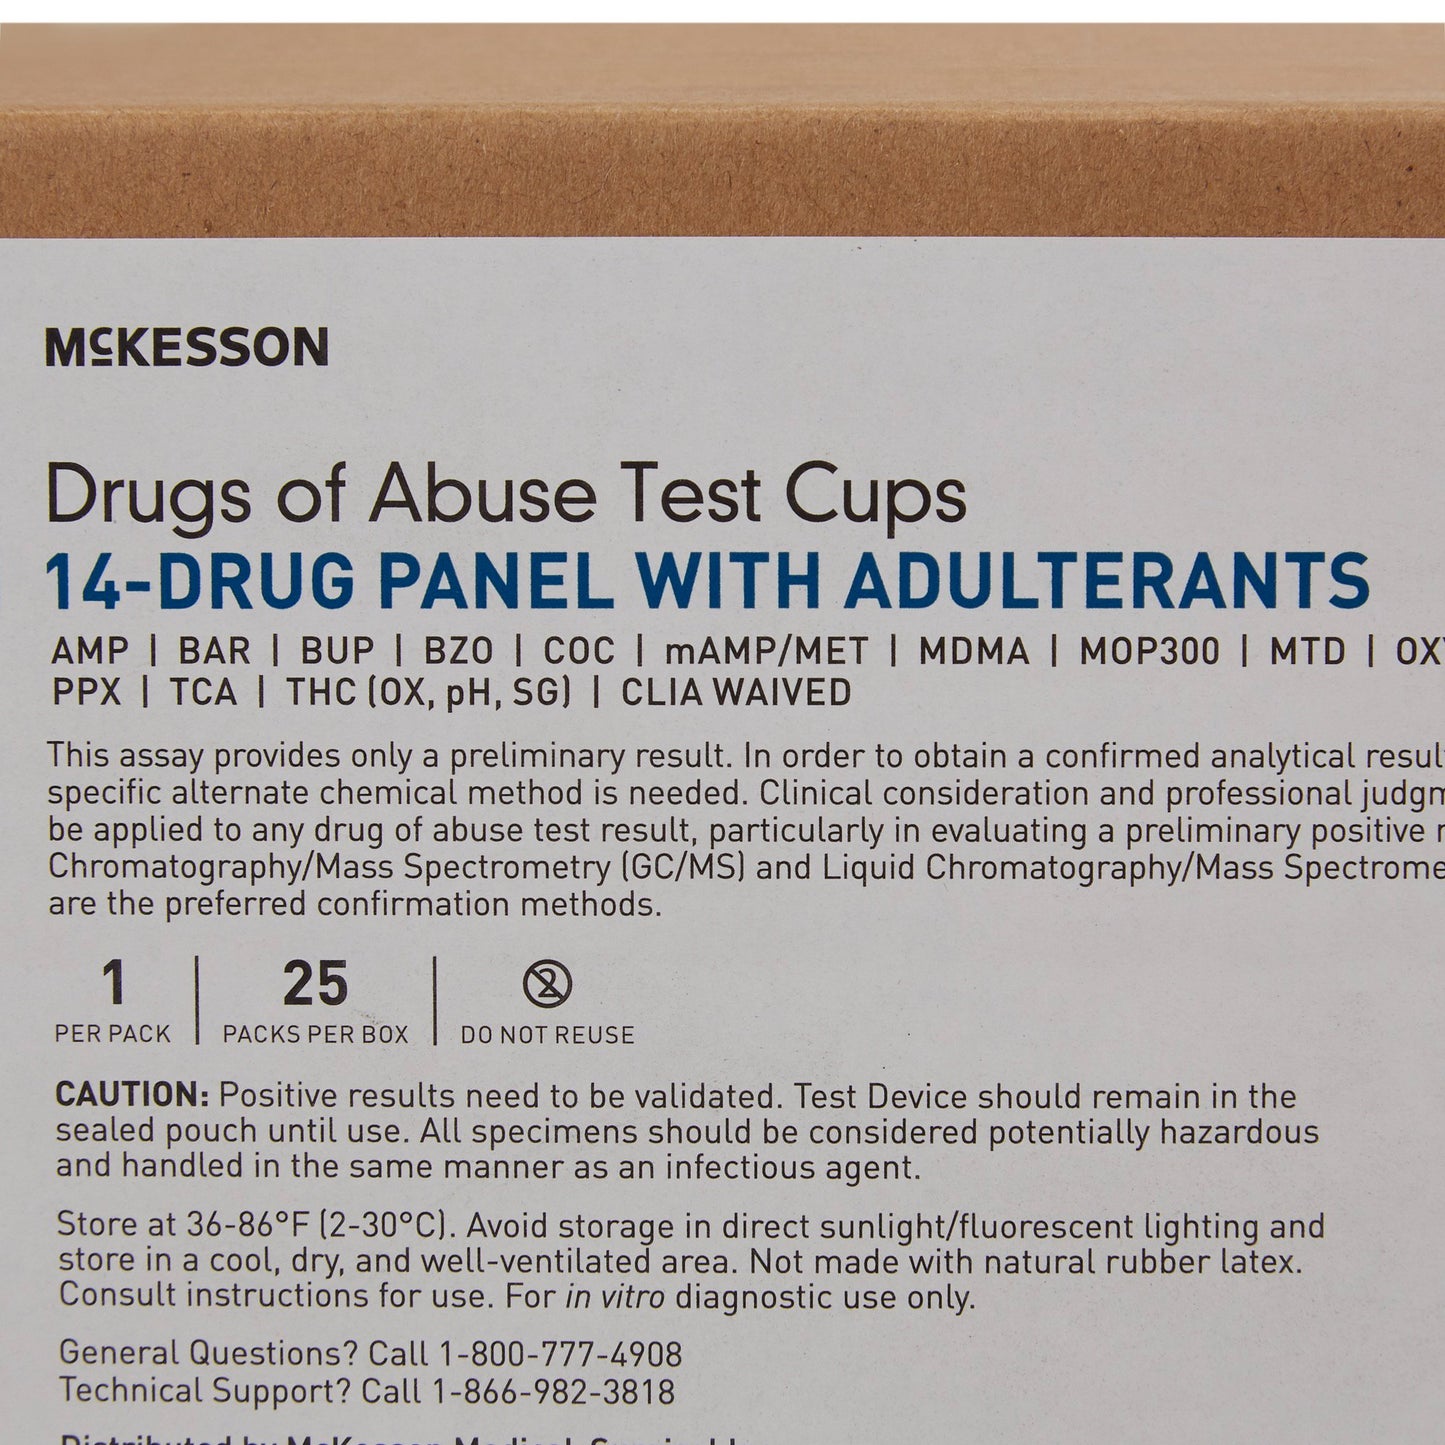 McKESSON
Drugs of Abuse Test Cups
14-DRUG PANEL WITH ADULTERANTS
AMP | BAR | BUP | BZO | COC | mAMP/MET | MDMA | MOP300 | MTD |
PPX | TCA | THC (OX, pH, SG) | CLIA WAIVED
This assay provides only a preliminary result. In order to obtain a confirmed analytical
specific alternate chemical method is needed. Clinical consideration and professional
be applied to any drug of abuse test result, particularly in evaluating a preliminary positive
Chromatography/Mass Spectrometry (GC/MS) and Liquid Chromatography/Mass
are the preferred confirmation methods.
1 | 25 | 2
PER PACK | PACKS PER BOX | DO NOT REUSE
CAUTION: Positive results need to be validated. Test Device should remain in the
sealed pouch until use. All specimens should be considered potentially hazardous
and handled in the same manner as an infectious agent.
Store at 36-86°F (2-30°C). Avoid storage in direct sunlight/fluorescent lighting and
store in a cool, dry, and well-ventilated area. Not made with natural rubber latex.
Consult instructions for use. For in vitro diagnostic use only.
General Questions? Call 1-800-777-4908
Technical Support? Call 1-866-982-3818